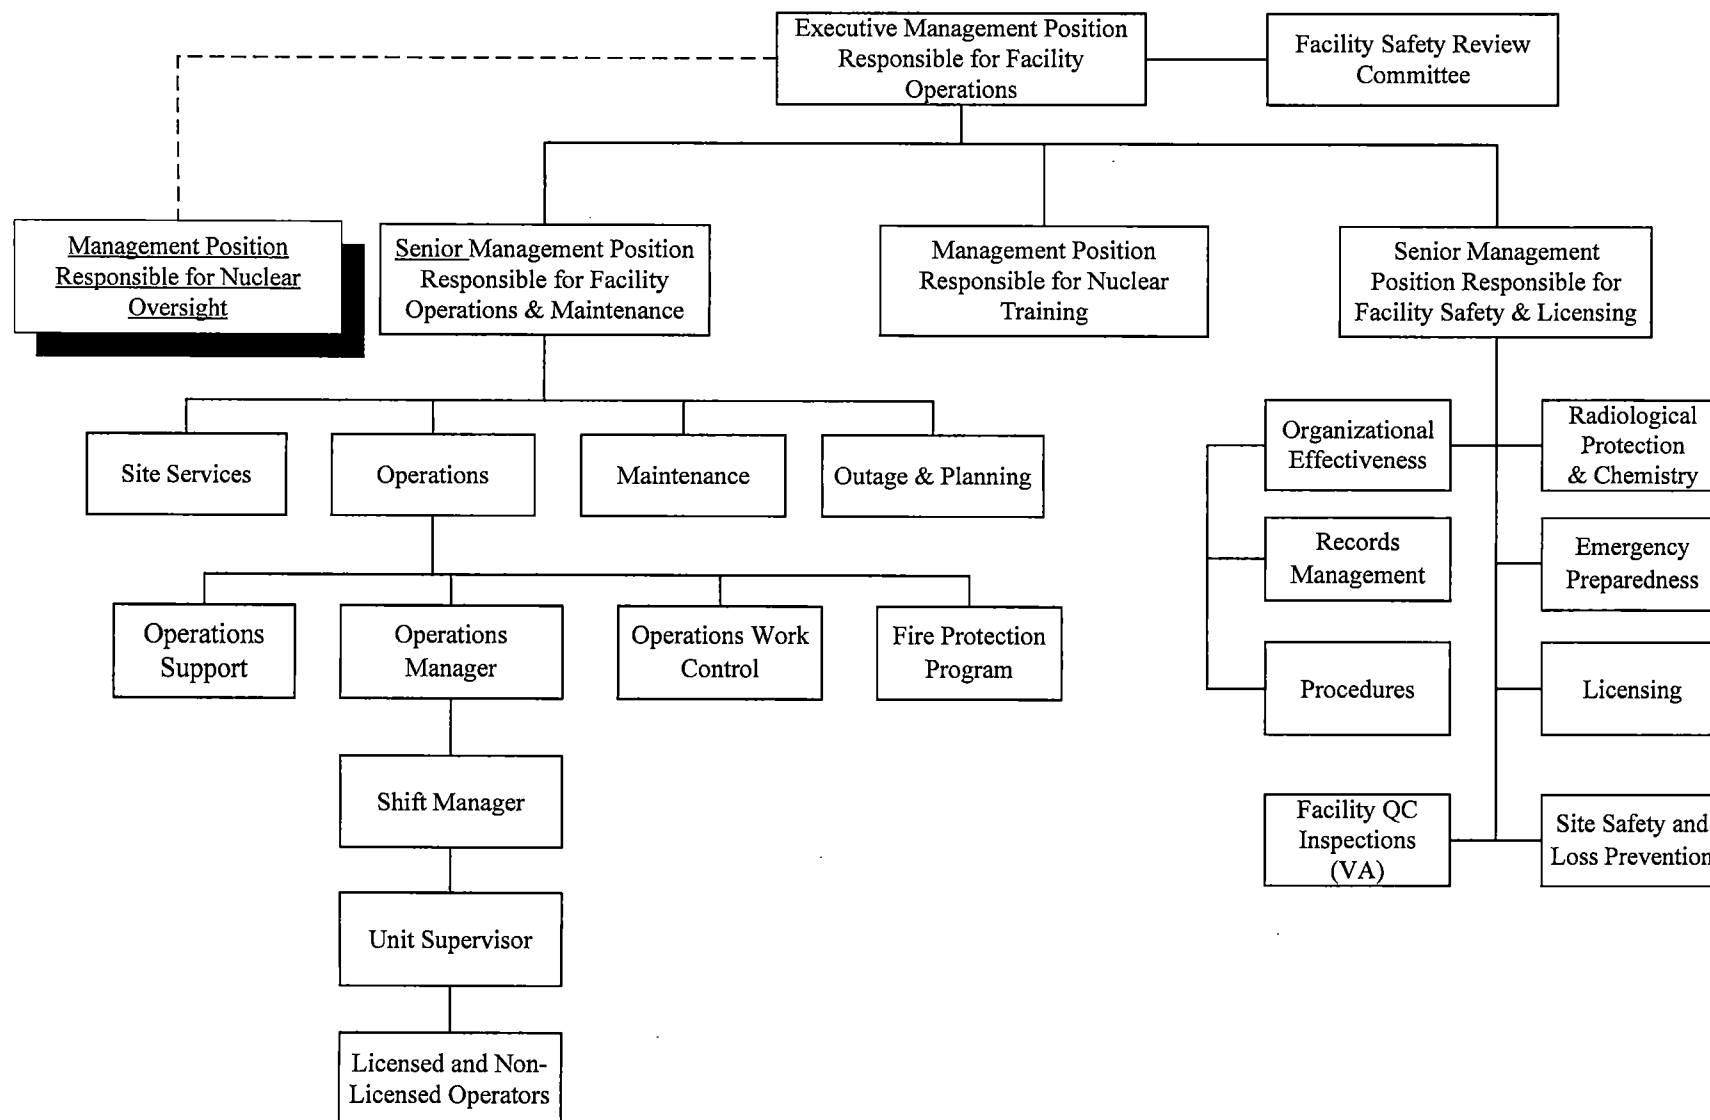 Executive Management Position
Responsible for Facility
Operations
Facility Safety Review
Committee
Management Position
Responsible for Nuclear
Oversight
Senior Management Position
Responsible for Facility
Operations & Maintenance
Management Position
Responsible for Nuclear
Training
Senior Management
Position Responsible for
Facility Safety & Licensing
Site Services
Operations
Maintenance
Outage & Planning
Organizational
Effectiveness
Radiological
Protection
& Chemistry
Records
Management
Emergency
Preparedness
Operations
Support
Operations
Manager
Operations Work
Control
Fire Protection
Program
Procedures
Licensing
Shift Manager
Facility QC
Inspections
(VA)
Site Safety and
Loss Prevention
Unit Supervisor
Licensed and Non-
Licensed Operators